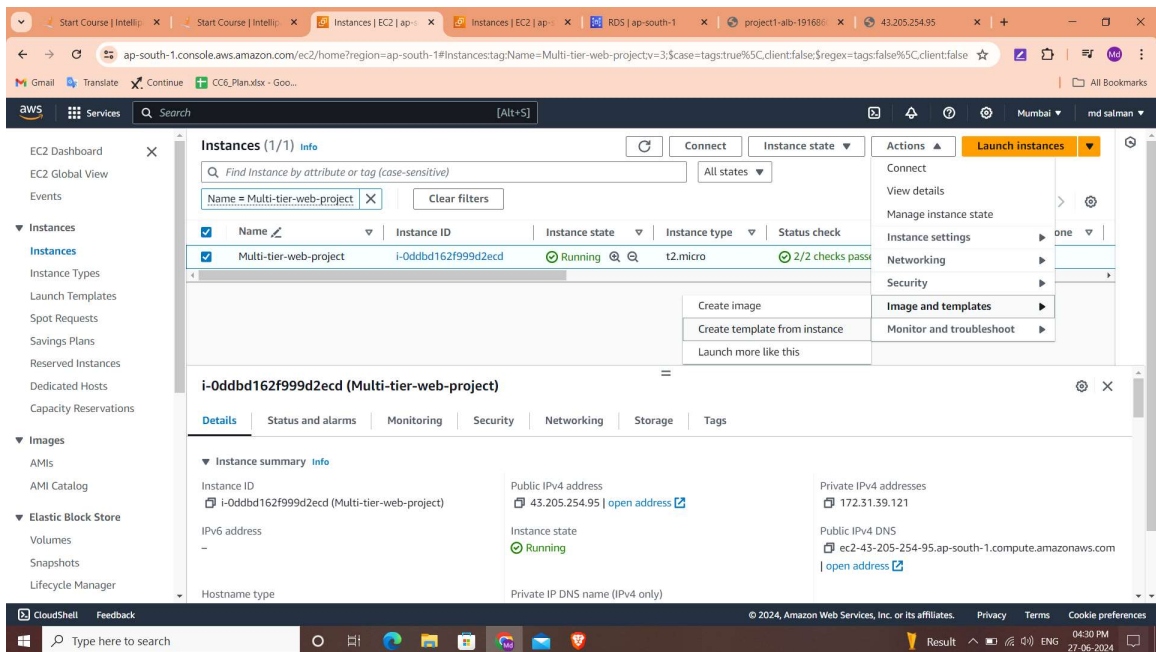 Start Course | Intellip
Start Course | Intellip
Instances | EC2 | ap-s
Instances | EC2 | ap-s
RDS | ap-south-1
project1-alb-191686
43.205.254.95
ap-south-1.console.aws.amazon.com/ec2/home?region=ap-south-1#Instances:tag:Name=Multi-tier-web-project;v=3;$case=tags:true%5C,client:false;$regex=tags:false%5C,client:false
Md
Gmail
Translate
Continue
CC6_Plan.xlsx - Goo...
All Bookmarks
aws
Services
Search
[Alt+S]
Mumbai
md salman
EC2 Dashboard
EC2 Global View
Events
Instances
Instances
Instance Types
Launch Templates
Spot Requests
Savings Plans
Reserved Instances
Dedicated Hosts
Capacity Reservations
Images
AMIs
AMI Catalog
Elastic Block Store
Volumes
Snapshots
Lifecycle Manager
Instances (1/1) Info
Connect
Instance state
Actions
Launch instances
Find Instance by attribute or tag (case-sensitive)
All states
Name = Multi-tier-web-project
Clear filters
Name
Instance ID
Instance state
Instance type
Status check
one
Multi-tier-web-project
i-0ddbd162f999d2ecd
Running
t2.micro
2/2 checks passe
Connect
View details
Manage instance state
Instance settings
Networking
Security
Image and templates
Monitor and troubleshoot
Create image
Create template from instance
Launch more like this
i-0ddbd162f999d2ecd (Multi-tier-web-project)
Details
Status and alarms
Monitoring
Security
Networking
Storage
Tags
Instance summary Info
Instance ID
i-0ddbd162f999d2ecd (Multi-tier-web-project)
Public IPv4 address
43.205.254.95 | open address
Private IPv4 addresses
172.31.39.121
IPv6 address
–
Instance state
Running
Public IPv4 DNS
ec2-43-205-254-95.ap-south-1.compute.amazonaws.com
| open address
Hostname type
Private IP DNS name (IPv4 only)
CloudShell
Feedback
© 2024, Amazon Web Services, Inc. or its affiliates.
Privacy
Terms
Cookie preferences
Type here to search
Result
ENG
04:30 PM
27-06-2024